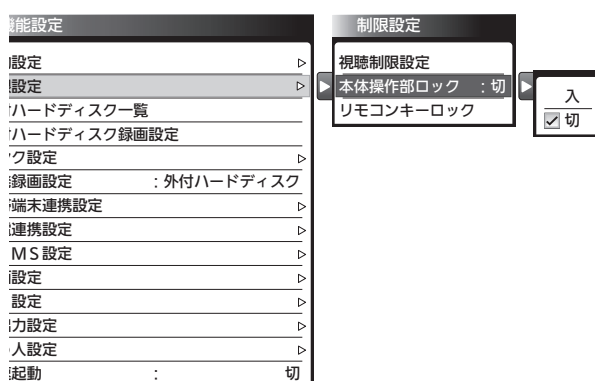 能設定
設定
設定
ハードディスク一覧
ハードディスク録画設定
ク設定
録画設定 : 外付ハードディスク
端末連携設定
連携設定
MS設定
設定
設定
力設定
人設定
起動 : 切
制限設定
視聴制限設定
本体操作部ロック : 切
リモコンキーロック
入
切